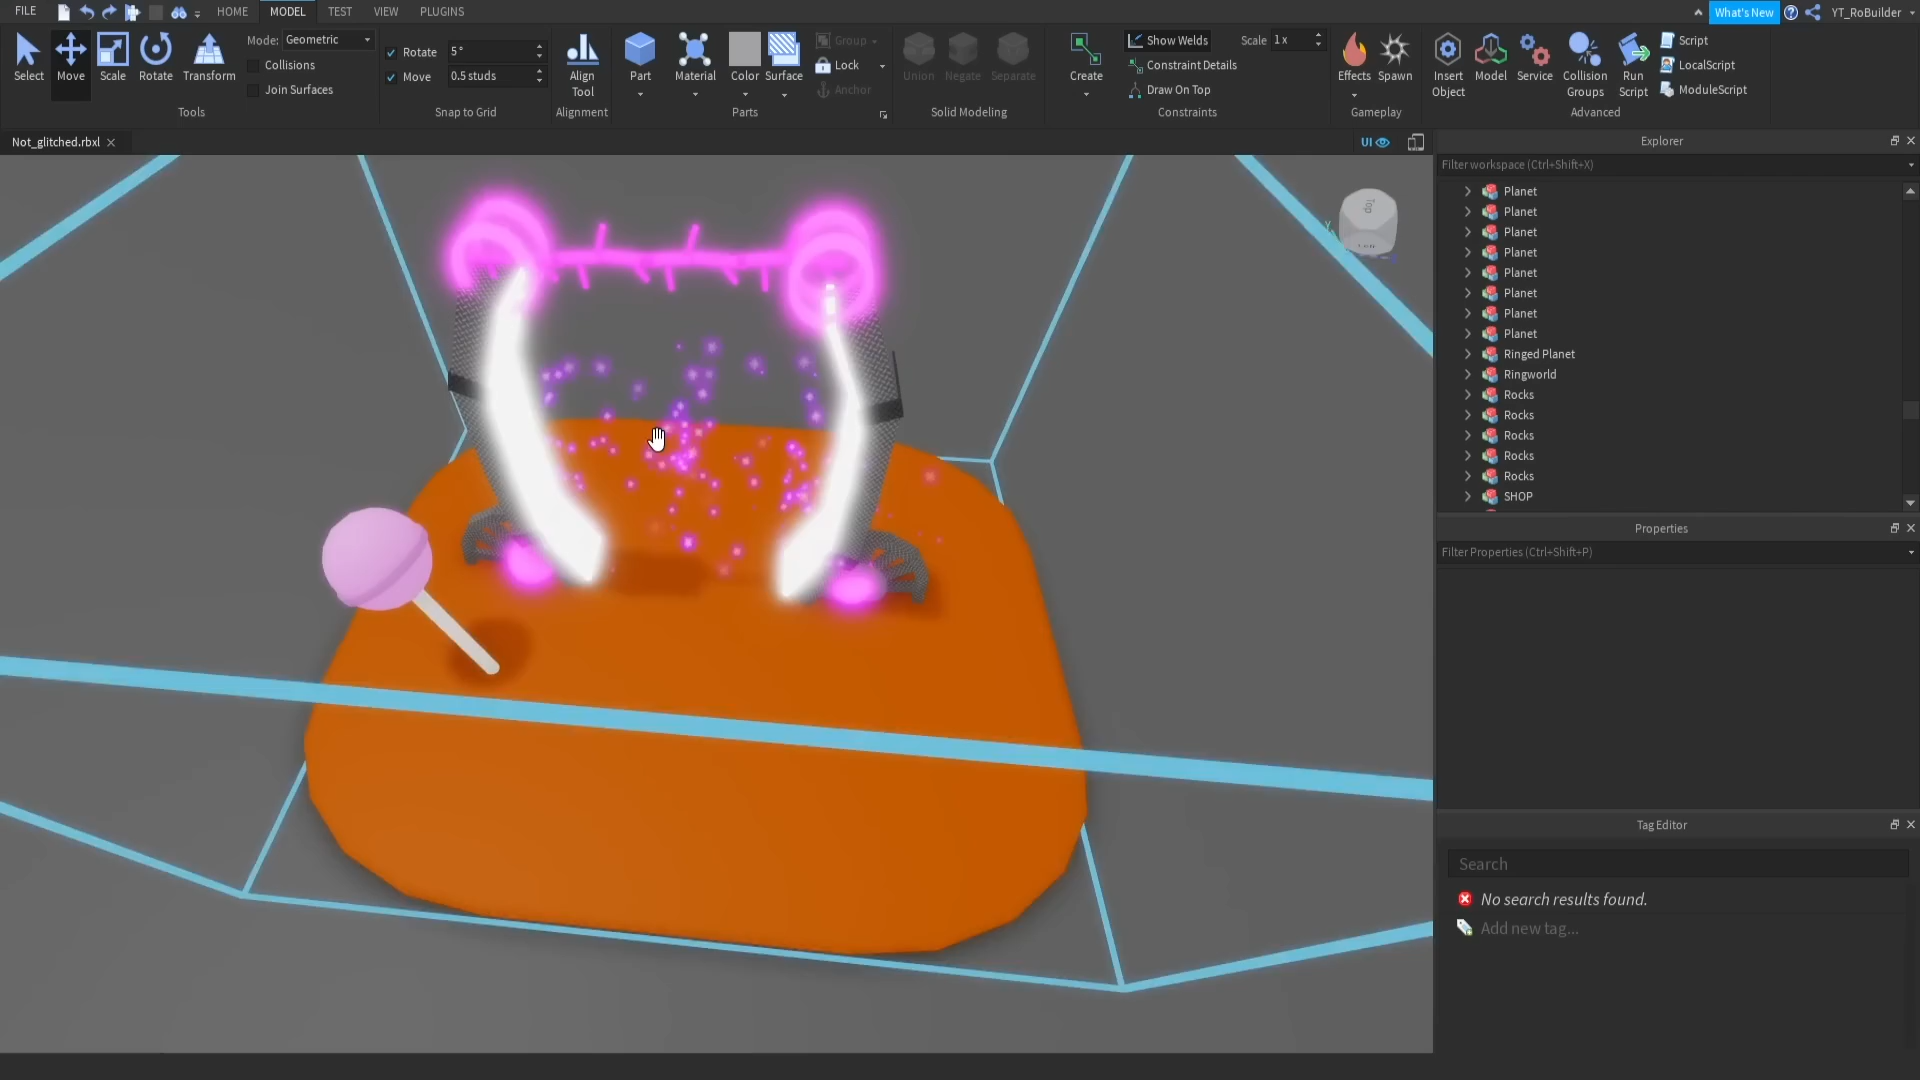 FILE
HOME
MODEL
TEST
VIEW
PLUGINS
What's New
YT_RoBuilder
Select
Move
Scale
Rotate
Transform
Mode: Geometric
Collisions
Join Surfaces
Tools
Rotate 5°
Move 0.5 studs
Snap to Grid
Align
Tool
Alignment
Part
Material
Color
Surface
Group
Lock
Anchor
Parts
Union
Negate
Separate
Solid Modeling
Create
Show Welds
Constraint Details
Draw On Top
Scale 1 x
Constraints
Effects
Spawn
Gameplay
Insert
Object
Model
Service
Collision
Groups
Run
Script
Script
LocalScript
ModuleScript
Advanced
Not_glitched.rbxl
UI
Top
Explorer
Filter workspace (Ctrl+Shift+X)
Planet
Planet
Planet
Planet
Planet
Planet
Planet
Planet
Ringed Planet
Ringworld
Rocks
Rocks
Rocks
Rocks
Rocks
SHOP
Properties
Filter Properties (Ctrl+Shift+P)
Tag Editor
Search
No search results found.
Add new tag...